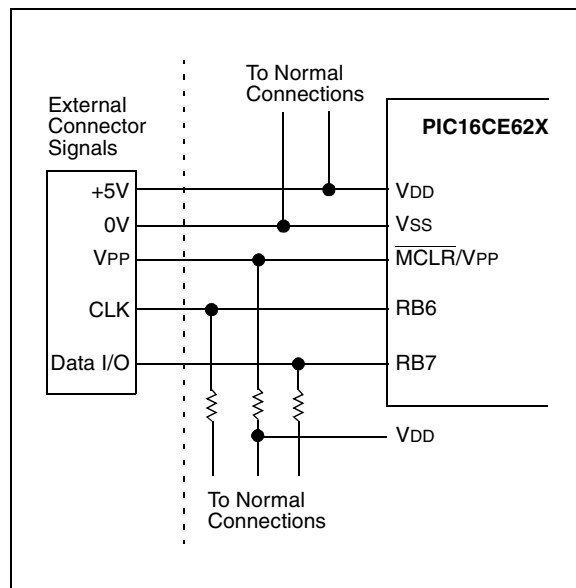 To Normal
Connections
External
Connector
Signals
PIC16CE62X
+5V
0V
VPP
CLK
Data I/O
VDD
VSS
MCLR/VPP
RB6
RB7
VDD
To Normal
Connections